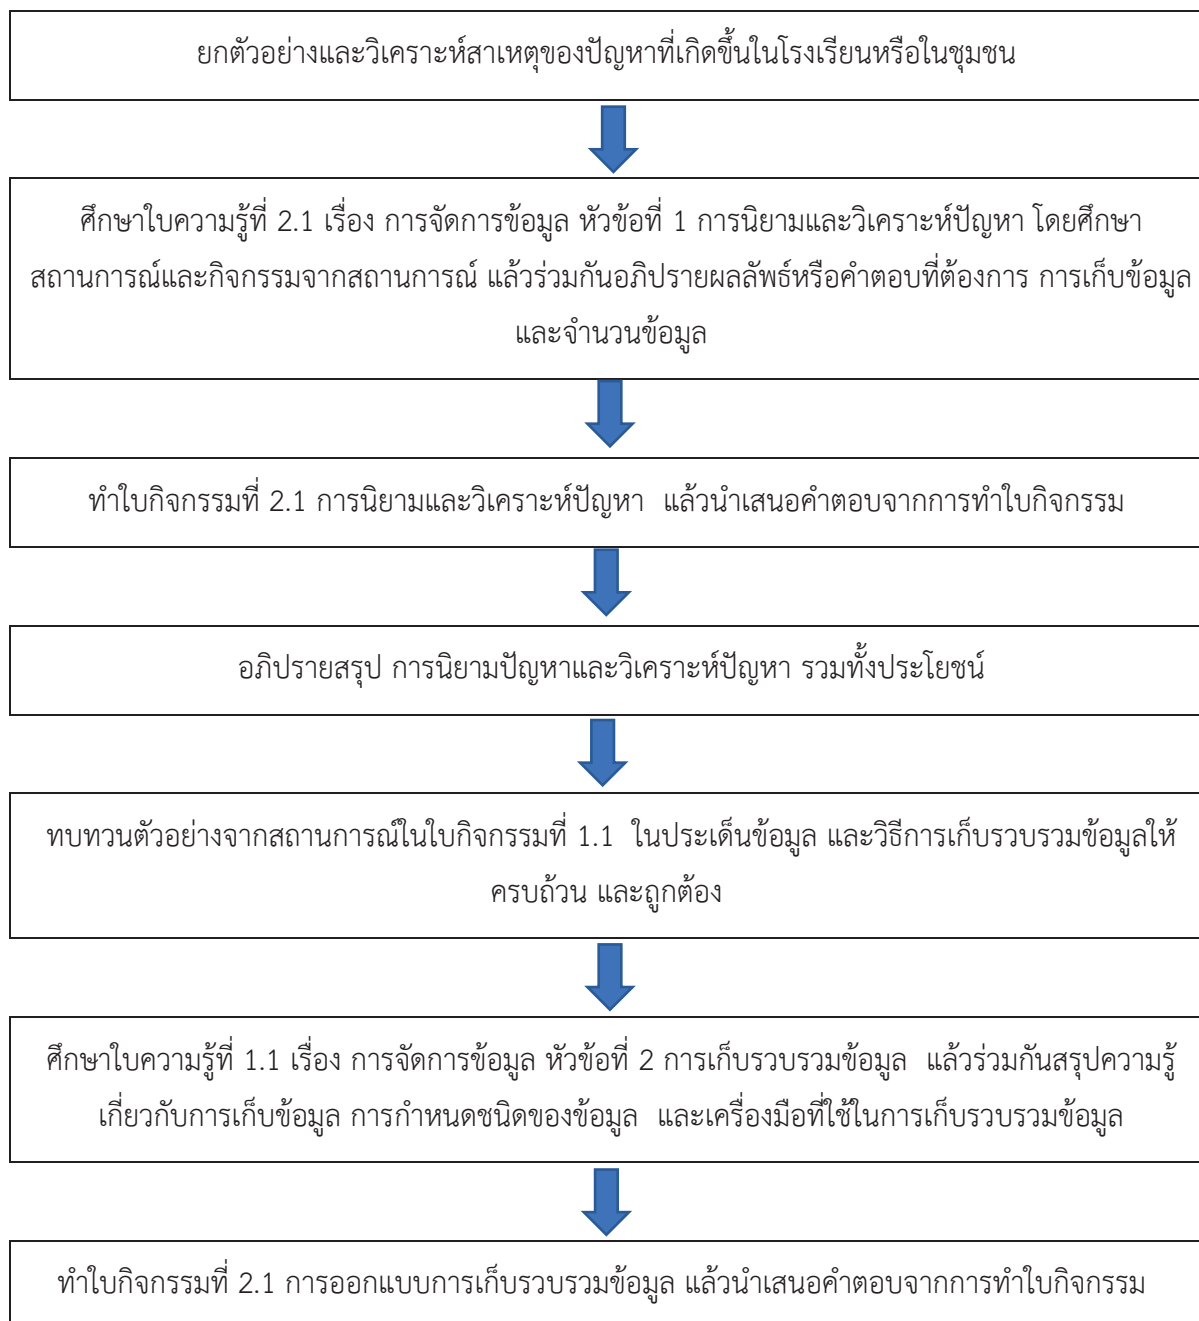 ยกตัวอย่างและวิเคราะห์สาเหตุของปัญหาที่เกิดขึ้นในโรงเรียนหรือในชุมชน
ศึกษาใบความรู้ที่ 2.1 เรื่อง การจัดการข้อมูล หัวข้อที่ 1 การนิยามและวิเคราะห์ปัญหา โดยศึกษา
สถานการณ์และกิจกรรมจากสถานการณ์ แล้วร่วมกันอภิปรายผลลัพธ์หรือคำตอบที่ต้องการ การเก็บข้อมูล
และจำนวนข้อมูล
ทำใบกิจกรรมที่ 2.1 การนิยามและวิเคราะห์ปัญหา แล้วนำเสนอคำตอบจากการทำใบกิจกรรม
อภิปรายสรุป การนิยามปัญหาและวิเคราะห์ปัญหา รวมทั้งประโยชน์
ทบทวนตัวอย่างจากสถานการณ์ในใบกิจกรรมที่ 1.1 ในประเด็นข้อมูล และวิธีการเก็บรวบรวมข้อมูลให้
ครบถ้วน และถูกต้อง
ศึกษาใบความรู้ที่ 1.1 เรื่อง การจัดการข้อมูล หัวข้อที่ 2 การเก็บรวบรวมข้อมูล แล้วร่วมกันสรุปความรู้
เกี่ยวกับการเก็บข้อมูล การกำหนดชนิดของข้อมูล และเครื่องมือที่ใช้ในการเก็บรวบรวมข้อมูล
ทำใบกิจกรรมที่ 2.1 การออกแบบการเก็บรวบรวมข้อมูล แล้วนำเสนอคำตอบจากการทำใบกิจกรรม